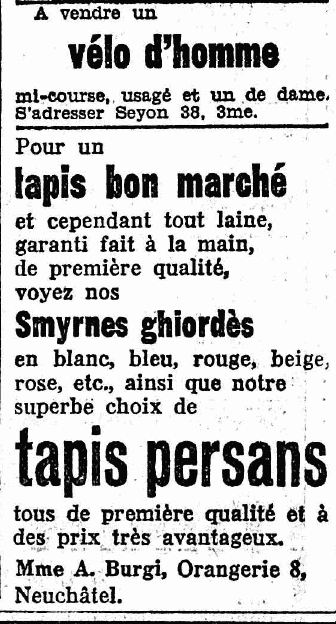 A vendre un
vélo d'homme
mi-course, usagé et un de dame.
S'adresser Seyon 38, 3me.
Pour un
tapis bon marché
et cependant tout laine,
garanti fait à la main,
de première qualité,
voyez nos
Smyrnes ghiordès
en blanc, bleu, rouge, beige,
rose, etc., ainsi que notre
superbe choix de
tapis persans
tous de première qualité et à
des prix très avantageux.
Mme A. Burgi, Orangerie 8,
Neuchâtel.